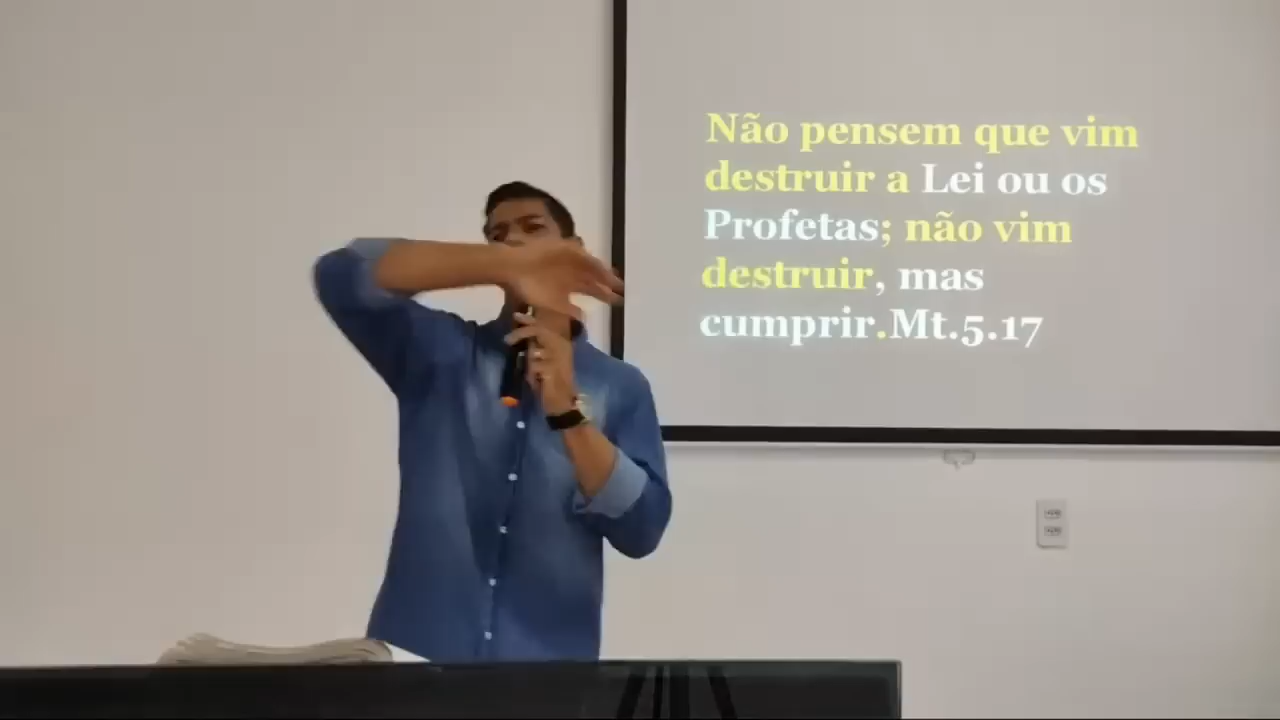 Não pensem que vim
destruir a Lei ou os
Profetas; não vim
destruir, mas
cumprir.Mt.5.17